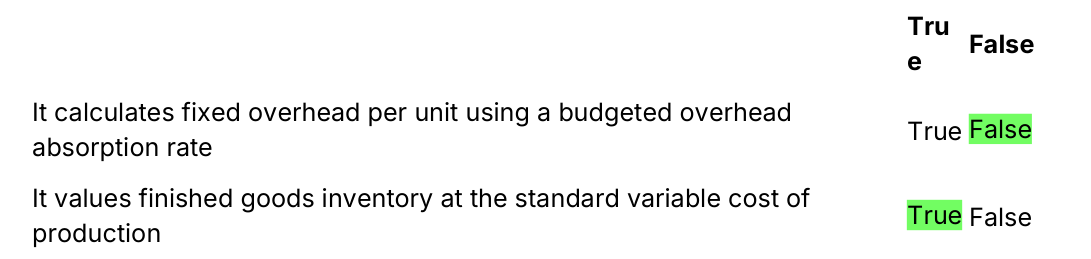 Tru
e
False
It calculates fixed overhead per unit using a budgeted overhead
absorption rate
True False
It values finished goods inventory at the standard variable cost of
production
True False